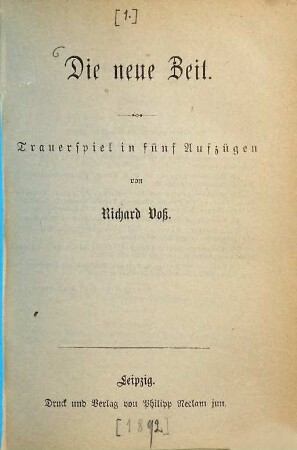 [1.]
Die neue Zeit.
Trauerspiel in fünf Aufzügen
von
Richard Voß.
Leipzig.
Druck und Verlag von Philipp Reclam jun.
[1892]